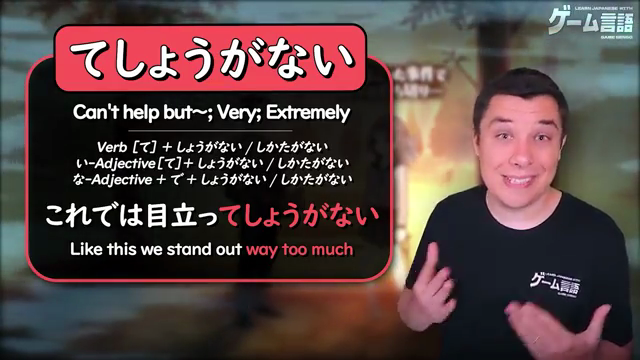 LEARN JAPANESE WITH
ゲーム言語
GAME GENGO
てしょうがない
Can't help but～; Very; Extremely
Verb [て] + しょうがない / しかたがない
い-Adjective [て] + しょうがない / しかたがない
な-Adjective + で + しょうがない / しかたがない
これでは目立ってしょうがない
Like this we stand out way too much
ゲーム言語